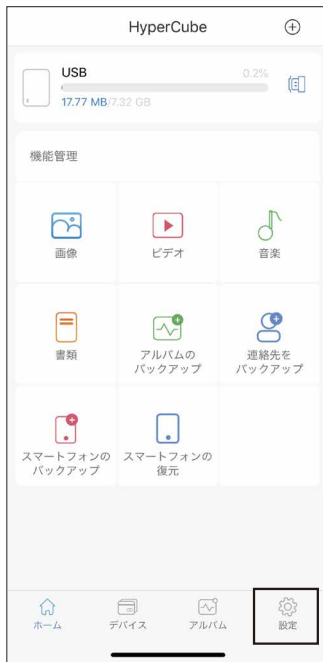 HyperCube
USB
0.2%
17.77 MB/7.32 GB
機能管理
画像
ビデオ
音楽
書類
アルバムの
バックアップ
連絡先を
バックアップ
スマートフォンの
バックアップ
スマートフォンの
復元
ホーム
デバイス
アルバム
設定